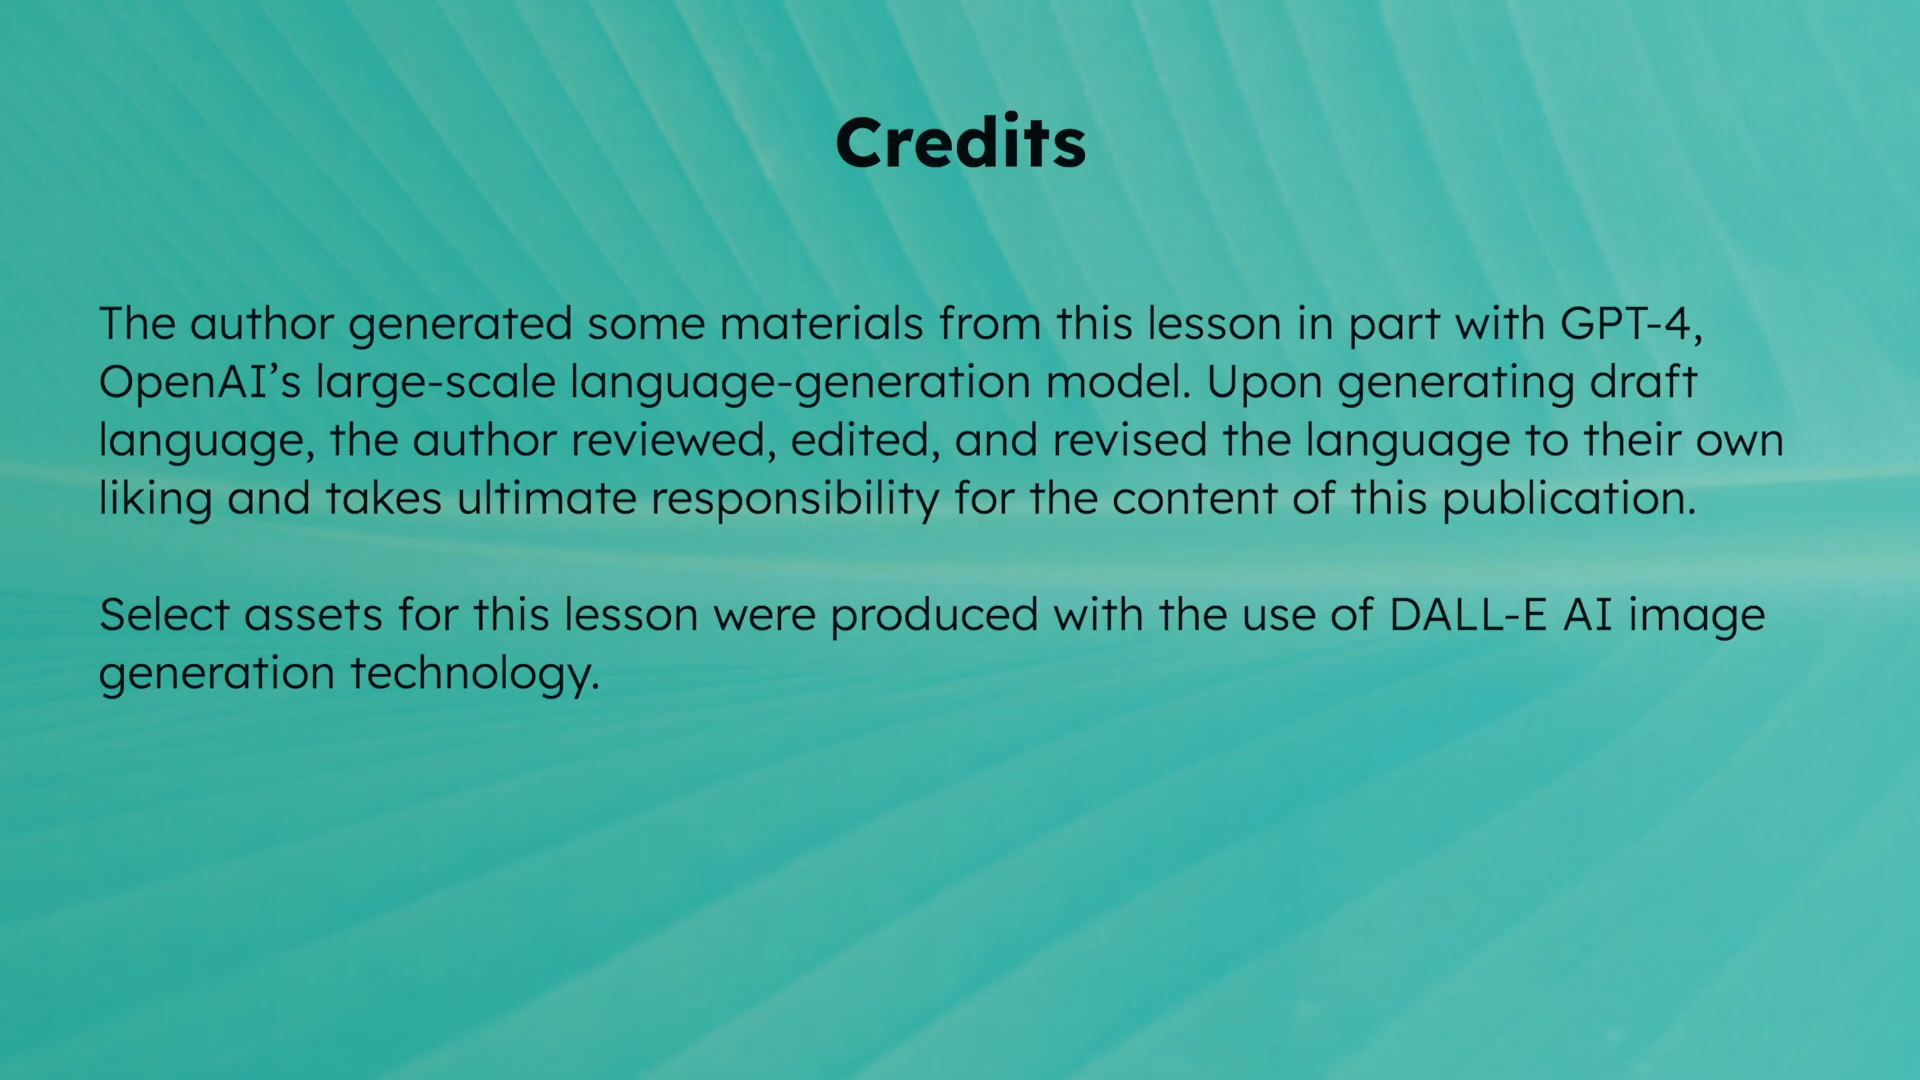 Credits
The author generated some materials from this lesson in part with GPT-4,
OpenAI’s large-scale language-generation model. Upon generating draft
language, the author reviewed, edited, and revised the language to their own
liking and takes ultimate responsibility for the content of this publication.
Select assets for this lesson were produced with the use of DALL-E AI image
generation technology.